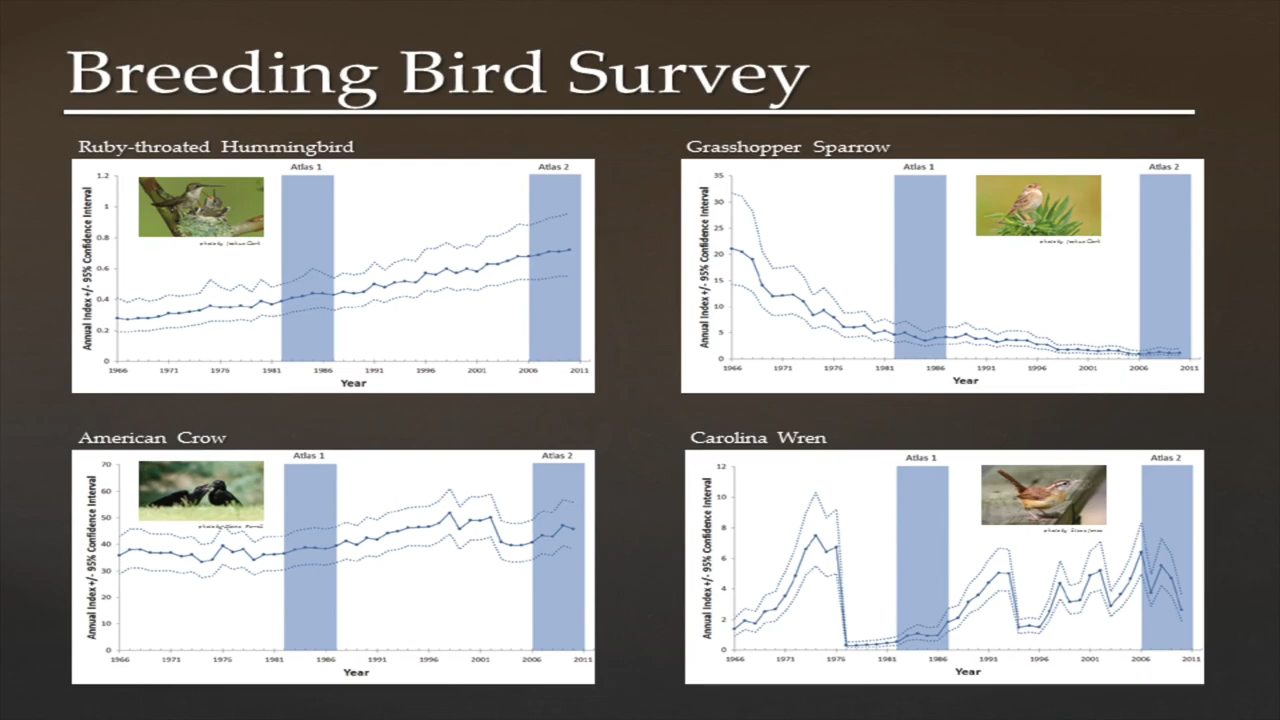 Breeding Bird Survey
Ruby-throated Hummingbird
Atlas 1
Atlas 2
Annual Index +/- 95% Confidence Interval
1.2
1
0.8
0.6
0.4
0.2
0
1966 1971 1976 1981 1986 1991 1996 2001 2006 2011
Year
Grasshopper Sparrow
Atlas 1
Atlas 2
Annual Index +/- 95% Confidence Interval
35
30
25
20
15
10
5
0
1966 1971 1976 1981 1986 1991 1996 2001 2006 2011
Year
American Crow
Atlas 1
Atlas 2
Annual Index +/- 95% Confidence Interval
70
60
50
40
30
20
10
0
1966 1971 1976 1981 1986 1991 1996 2001 2006 2011
Year
Carolina Wren
Atlas 1
Atlas 2
Annual Index +/- 95% Confidence Interval
12
10
8
6
4
2
0
1966 1971 1976 1981 1986 1991 1996 2001 2006 2011
Year